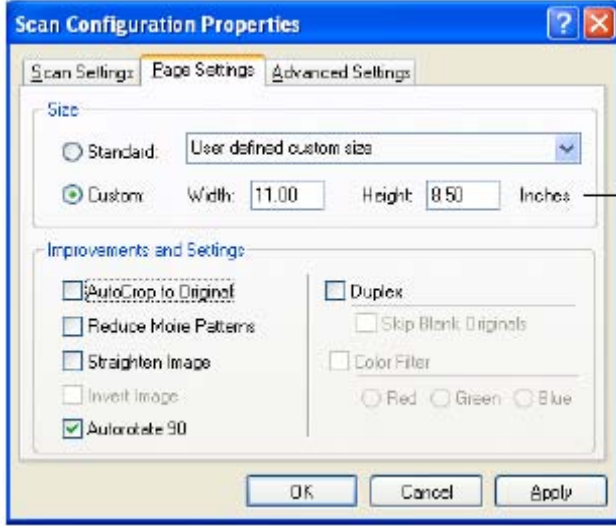 Scan Configuration Properties
Scan Settings Page Settings Advanced Settings
Size
Standard: User defined custom size
Custom Width: 11.00 Height: 8.50 Inches
Improvements and Settings
AutoCrop to Original Duplex
Reduce Moire Patterns Skip Blank Originals
Straighten Image Color Filter
Invert Image Red Green Blue
Autorotate 90
OK Cancel Apply